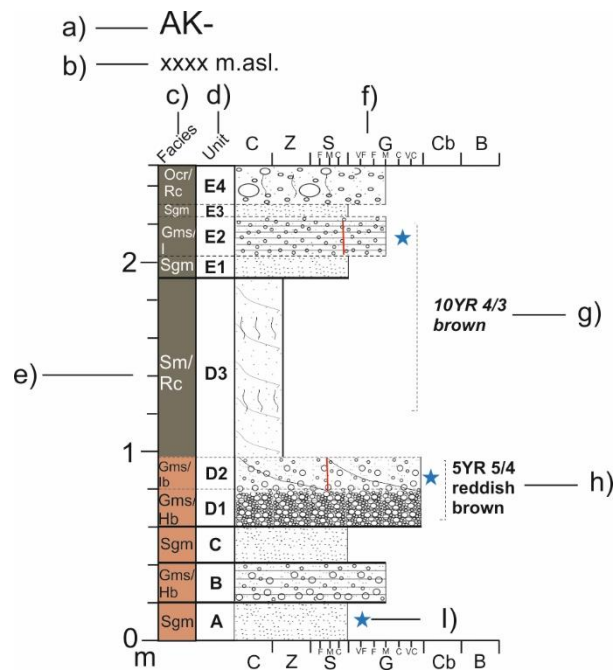 a) AK-
b) xxxx m.asl.
c) d) f)
Facies Unit C Z S G Cb B
F M C VF F M C VC
Ocr/
Rc E4
Sgm E3
Gms/
I E2
2 Sgm E1
10YR 4/3
brown g)
e) Sm/
Rc D3
1
Gms/
Ib D2
5YR 5/4
reddish
brown h)
Gms/
Hb D1
Sgm C
Gms/
Hb B
Sgm A I)
0
m C Z S G Cb B
F M C VF F M C VC